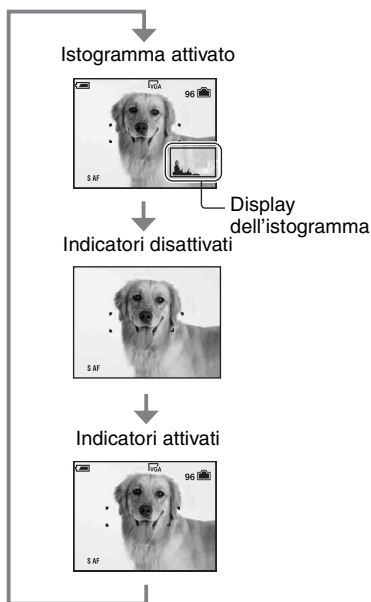 Istogramma attivato
VGA
96
S AF
Display
dell'istogramma
Indicatori disattivati
S AF
Indicatori attivati
VGA
96
S AF